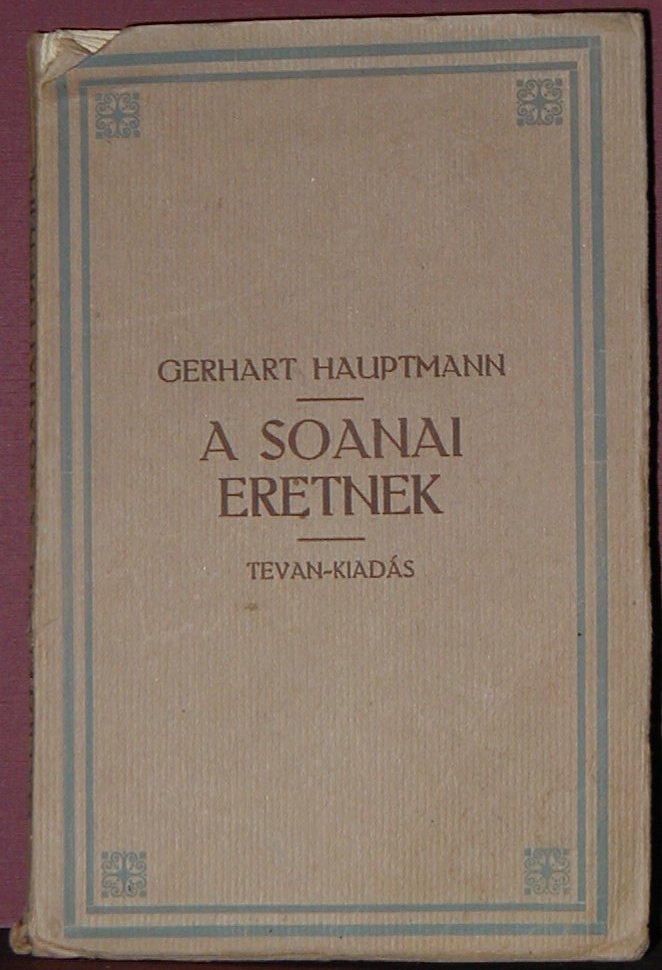 GERHART HAUPTMANN
A SOANAI
ERETNEK
TEVAN-KIADÁS